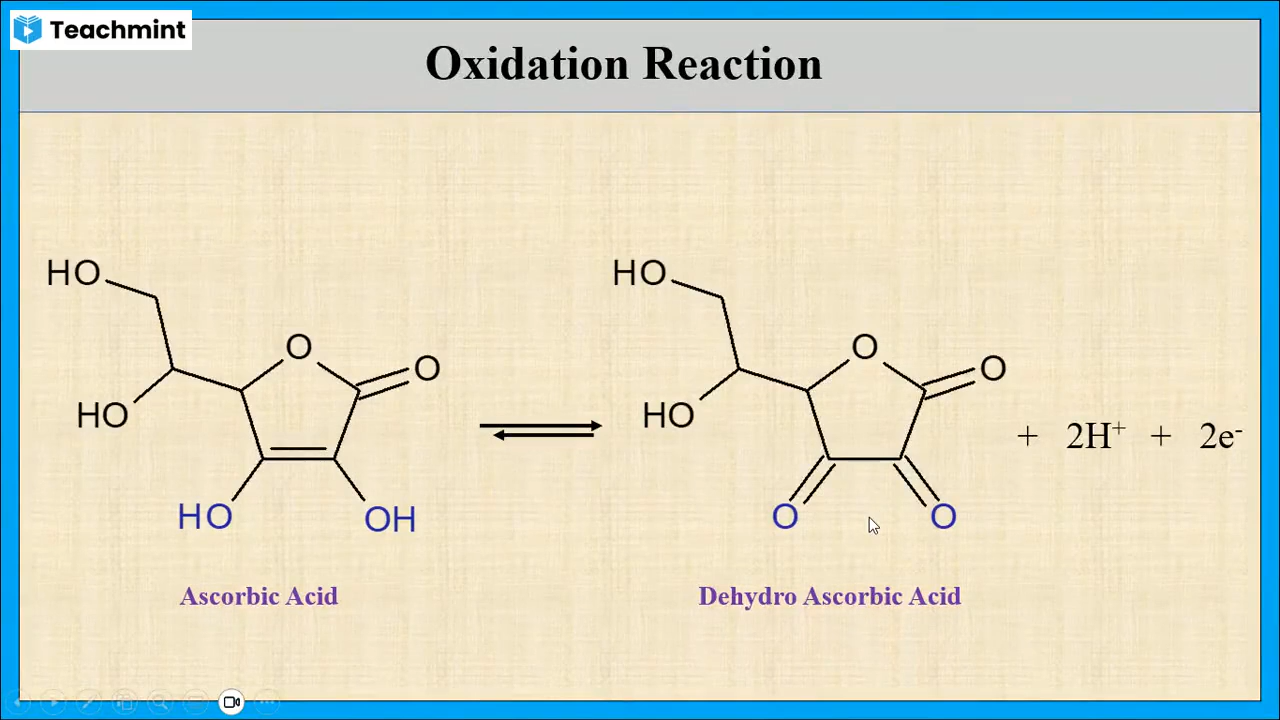 Teachmint
Oxidation Reaction
HO
HO
O
O
HO
OH
Ascorbic Acid
HO
HO
O
O
O
O
Dehydro Ascorbic Acid
+ 2H⁺ + 2e⁻